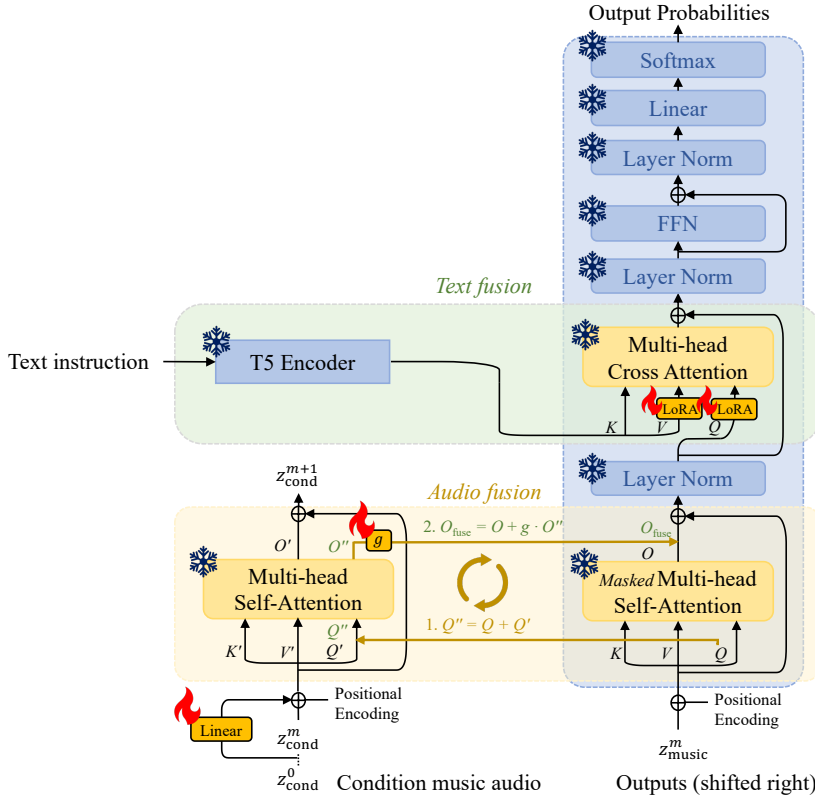 Output Probabilities
Softmax
Linear
Layer Norm
FFN
Layer Norm
Text fusion
Text instruction
T5 Encoder
Multi-head
Cross Attention
LoRA LoRA
K V Q
Layer Norm
z_cond^{m+1}
Audio fusion
2. O_fuse = O + g · O″
g
O_fuse
O′ O″
O
Multi-head
Self-Attention
Masked Multi-head
Self-Attention
Q″
1. Q″ = Q + Q′
K′ V′ Q′
K V Q
Positional
Encoding
Positional
Encoding
Linear
z_cond^m
z_music^m
z_cond^0
Condition music audio
Outputs (shifted right)